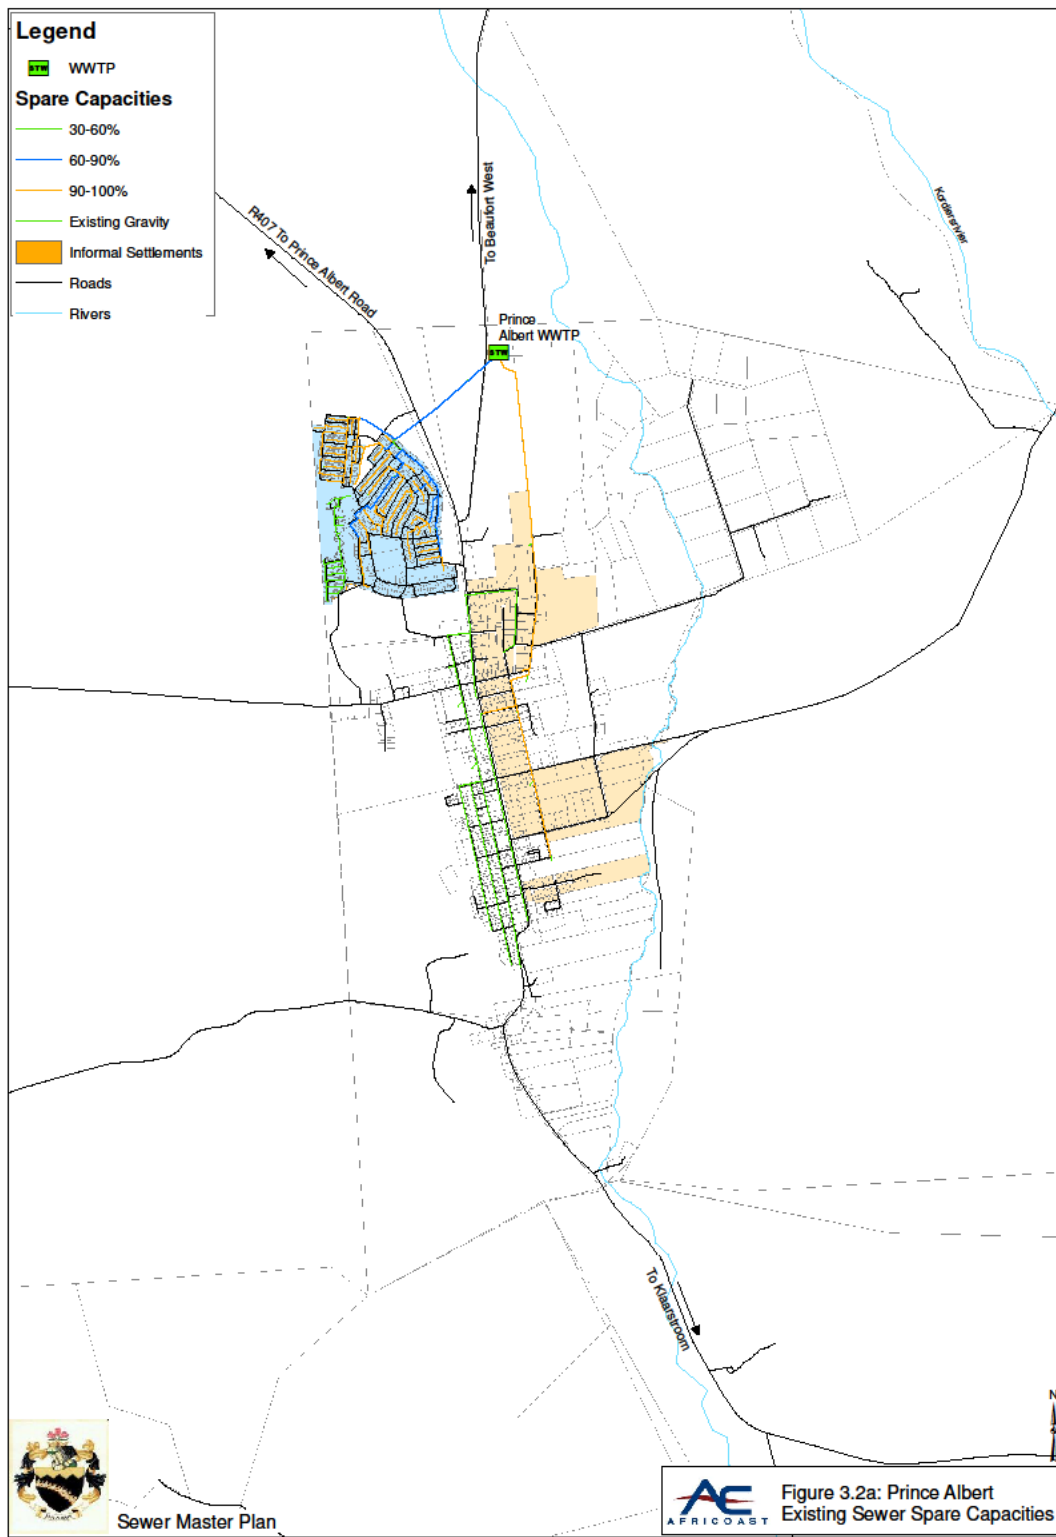 Legend
STW WWTP
Spare Capacities
30-60%
60-90%
90-100%
Existing Gravity
Informal Settlements
Roads
Rivers
R407 To Prince Albert Road
To Beaufort West
Kordiersrivier
Prince
Albert WWTP
STW
To Klaarstroom
N
Sewer Master Plan
AFRICOAST
Figure 3.2a: Prince Albert
Existing Sewer Spare Capacities